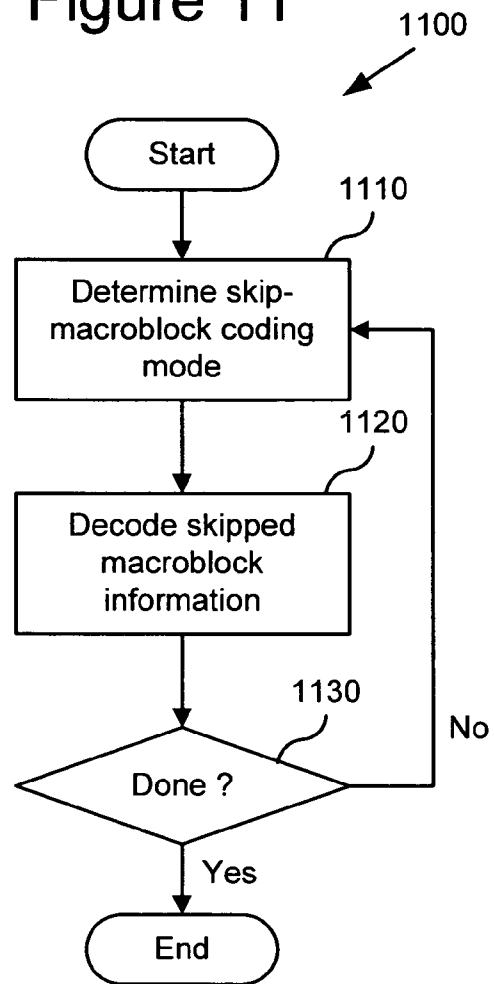 Figure 11
1100
Start
1110
Determine skip-
macroblock coding
mode
1120
Decode skipped
macroblock
information
1130
Done ?
No
Yes
End